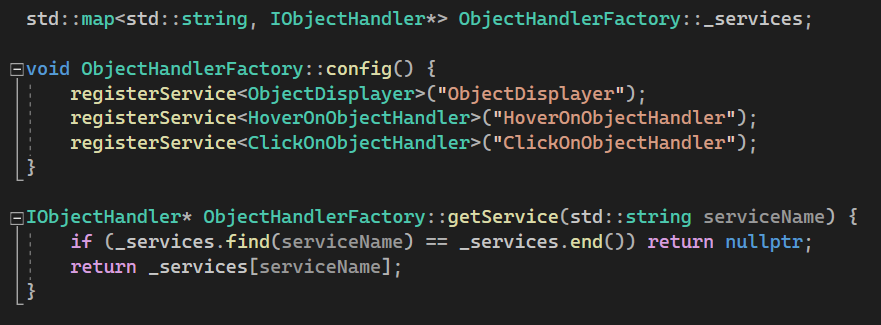 std::map<std::string, IObjectHandler*> ObjectHandlerFactory::_services;
void ObjectHandlerFactory::config() {
registerService<ObjectDisplayer>("ObjectDisplayer");
registerService<HoverOnObjectHandler>("HoverOnObjectHandler");
registerService<ClickOnObjectHandler>("ClickOnObjectHandler");
}
IObjectHandler* ObjectHandlerFactory::getService(std::string serviceName) {
if (_services.find(serviceName) == _services.end()) return nullptr;
return _services[serviceName];
}